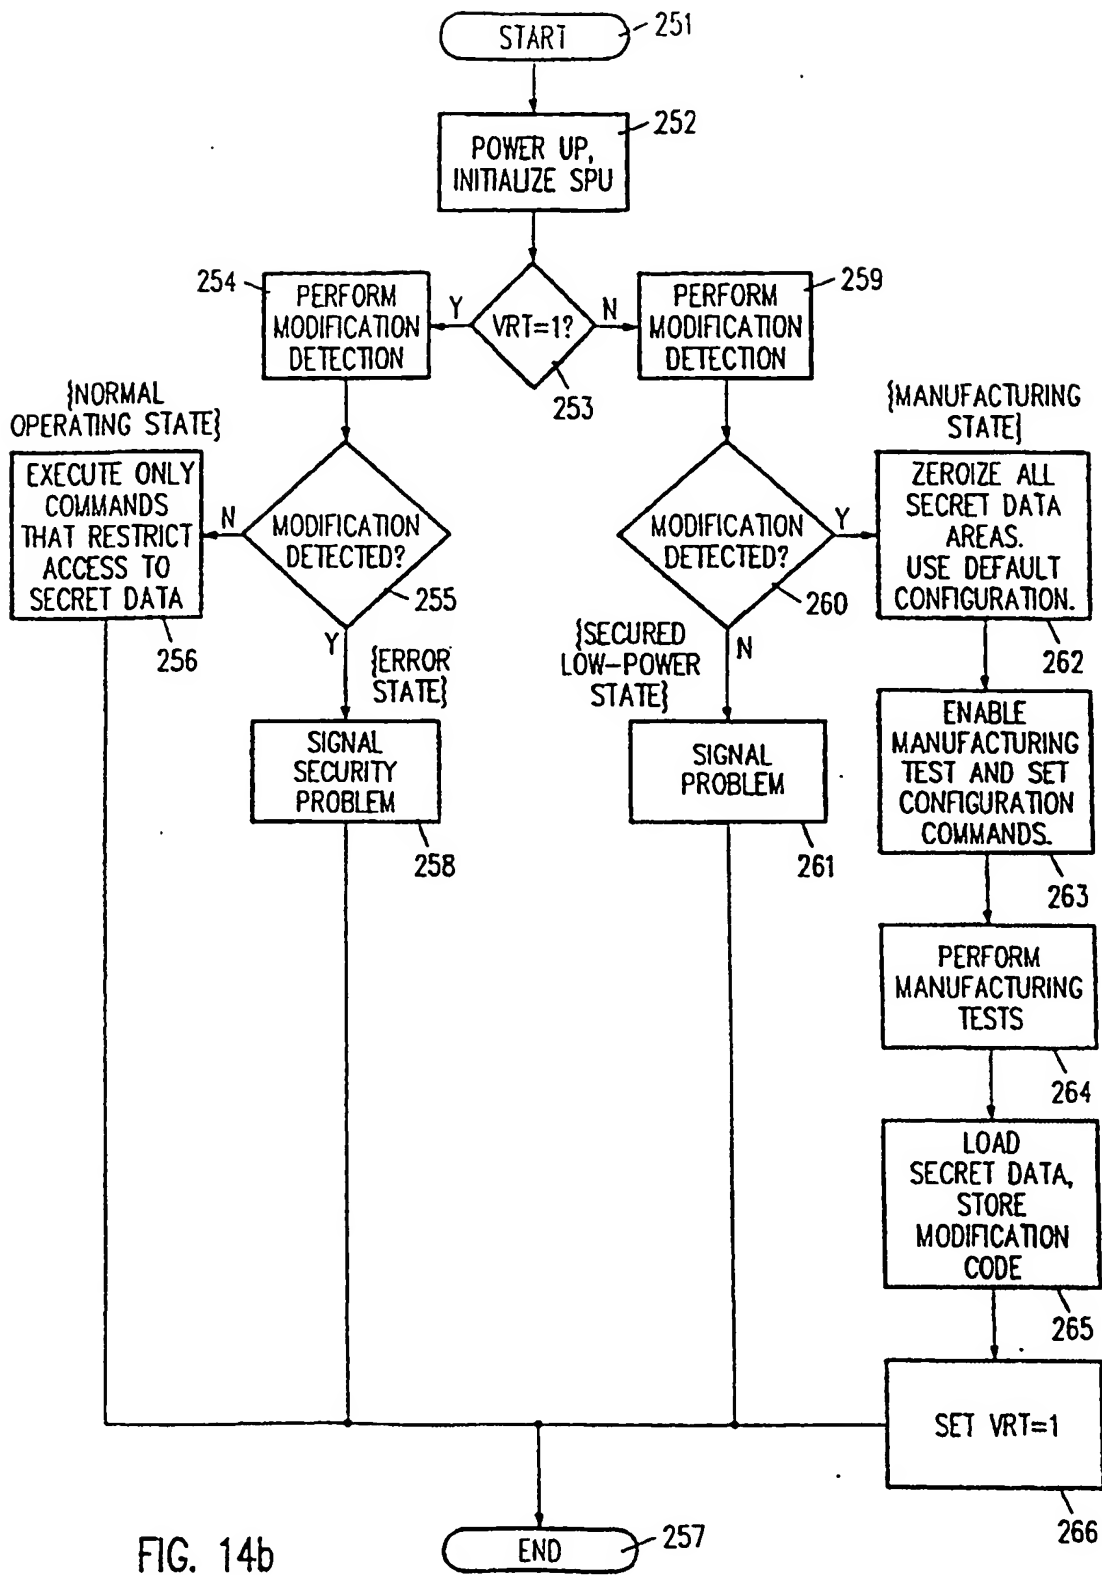 START
251
252
POWER UP,
INITIALIZE SPU
254
PERFORM
MODIFICATION
DETECTION
Y
VRT=1?
N
253
PERFORM
MODIFICATION
DETECTION
259
{NORMAL
OPERATING STATE}
EXECUTE ONLY
COMMANDS
THAT RESTRICT
ACCESS TO
SECRET DATA
256
N
MODIFICATION
DETECTED?
255
Y
{ERROR
STATE}
SIGNAL
SECURITY
PROBLEM
258
MODIFICATION
DETECTED?
260
Y
N
{SECURED
LOW-POWER
STATE}
SIGNAL
PROBLEM
261
{MANUFACTURING
STATE}
ZEROIZE ALL
SECRET DATA
AREAS.
USE DEFAULT
CONFIGURATION.
262
ENABLE
MANUFACTURING
TEST AND SET
CONFIGURATION
COMMANDS.
263
PERFORM
MANUFACTURING
TESTS
264
LOAD
SECRET DATA,
STORE
MODIFICATION
CODE
265
SET VRT=1
266
END
257
FIG. 14b